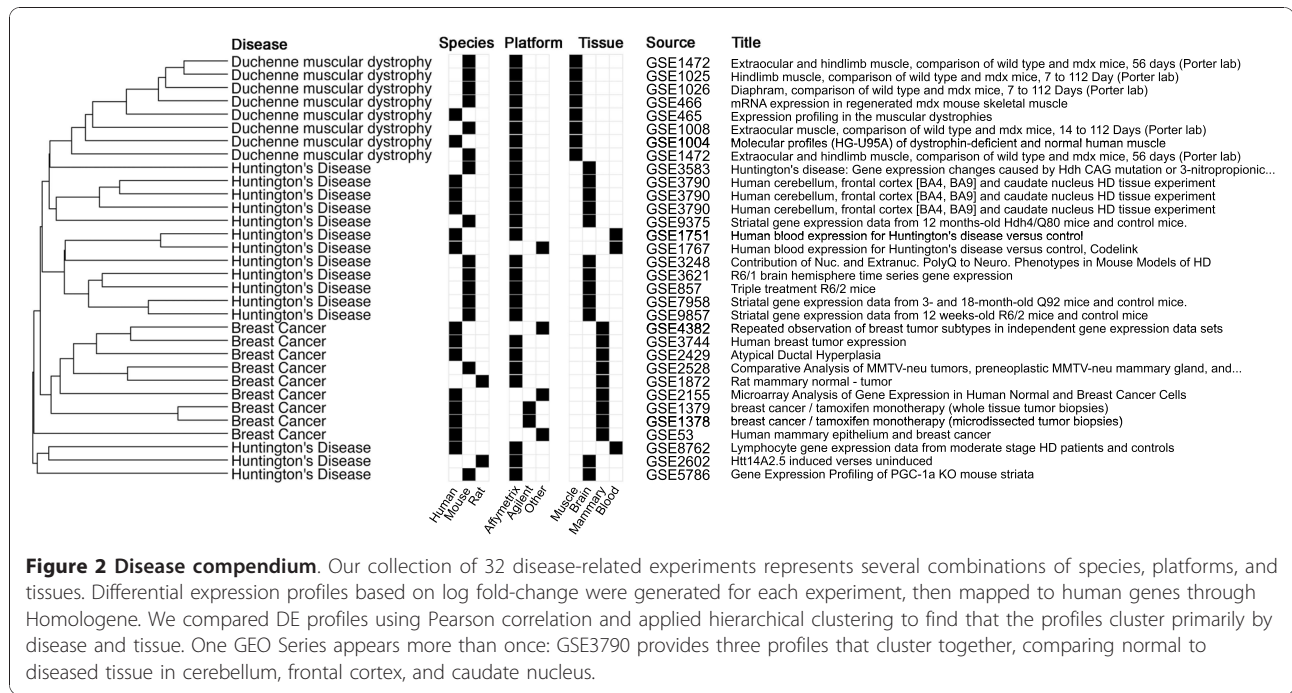 Disease Species Platform Tissue Source Title
Duchenne muscular dystrophy GSE1472 Extraocular and hindlimb muscle, comparison of wild type and mdx mice, 56 days (Porter lab)
Duchenne muscular dystrophy GSE1025 Hindlimb muscle, comparison of wild type and mdx mice, 7 to 112 Day (Porter lab)
Duchenne muscular dystrophy GSE1026 Diaphram, comparison of wild type and mdx mice, 7 to 112 Days (Porter lab)
Duchenne muscular dystrophy GSE466 mRNA expression in regenerated mdx mouse skeletal muscle
Duchenne muscular dystrophy GSE465 Expression profiling in the muscular dystrophies
Duchenne muscular dystrophy GSE1008 Extraocular muscle, comparison of wild type and mdx mice, 14 to 112 Days (Porter lab)
Duchenne muscular dystrophy GSE1004 Molecular profiles (HG-U95A) of dystrophin-deficient and normal human muscle
Duchenne muscular dystrophy GSE1472 Extraocular and hindlimb muscle, comparison of wild type and mdx mice, 56 days (Porter lab)
Huntington's Disease GSE3583 Huntington's disease: Gene expression changes caused by Hdh CAG mutation or 3-nitropropionic...
Huntington's Disease GSE3790 Human cerebellum, frontal cortex [BA4, BA9] and caudate nucleus HD tissue experiment
Huntington's Disease GSE3790 Human cerebellum, frontal cortex [BA4, BA9] and caudate nucleus HD tissue experiment
Huntington's Disease GSE3790 Human cerebellum, frontal cortex [BA4, BA9] and caudate nucleus HD tissue experiment
Huntington's Disease GSE9375 Striatal gene expression data from 12 months-old Hdh4/Q80 mice and control mice.
Huntington's Disease GSE1751 Human blood expression for Huntington's disease versus control
Huntington's Disease GSE1767 Human blood expression for Huntington's disease versus control, Codelink
Huntington's Disease GSE3248 Contribution of Nuc. and Extranuc. PolyQ to Neuro. Phenotypes in Mouse Models of HD
Huntington's Disease GSE3621 R6/1 brain hemisphere time series gene expression
Huntington's Disease GSE857 Triple treatment R6/2 mice
Huntington's Disease GSE7958 Striatal gene expression data from 3- and 18-month-old Q92 mice and control mice.
Huntington's Disease GSE9857 Striatal gene expression data from 12 weeks-old R6/2 mice and control mice
Breast Cancer GSE4382 Repeated observation of breast tumor subtypes in independent gene expression data sets
Breast Cancer GSE3744 Human breast tumor expression
Breast Cancer GSE2429 Atypical Ductal Hyperplasia
Breast Cancer GSE2528 Comparative Analysis of MMTV-neu tumors, preneoplastic MMTV-neu mammary gland, and...
Breast Cancer GSE1872 Rat mammary normal - tumor
Breast Cancer GSE2155 Microarray Analysis of Gene Expression in Human Normal and Breast Cancer Cells
Breast Cancer GSE1379 breast cancer / tamoxifen monotherapy (whole tissue tumor biopsies)
Breast Cancer GSE1378 breast cancer / tamoxifen monotherapy (microdissected tumor biopsies)
Breast Cancer GSE53 Human mammary epithelium and breast cancer
Huntington's Disease GSE8762 Lymphocyte gene expression data from moderate stage HD patients and controls
Huntington's Disease GSE2602 Htt14A2.5 induced verses uninduced
Huntington's Disease GSE5786 Gene Expression Profiling of PGC-1a KO mouse striata
Human Mouse Rat Affymetrix Agilent Other Muscle Brain Mammary Blood
Figure 2 Disease compendium. Our collection of 32 disease-related experiments represents several combinations of species, platforms, and
tissues. Differential expression profiles based on log fold-change were generated for each experiment, then mapped to human genes through
Homologene. We compared DE profiles using Pearson correlation and applied hierarchical clustering to find that the profiles cluster primarily by
disease and tissue. One GEO Series appears more than once: GSE3790 provides three profiles that cluster together, comparing normal to
diseased tissue in cerebellum, frontal cortex, and caudate nucleus.